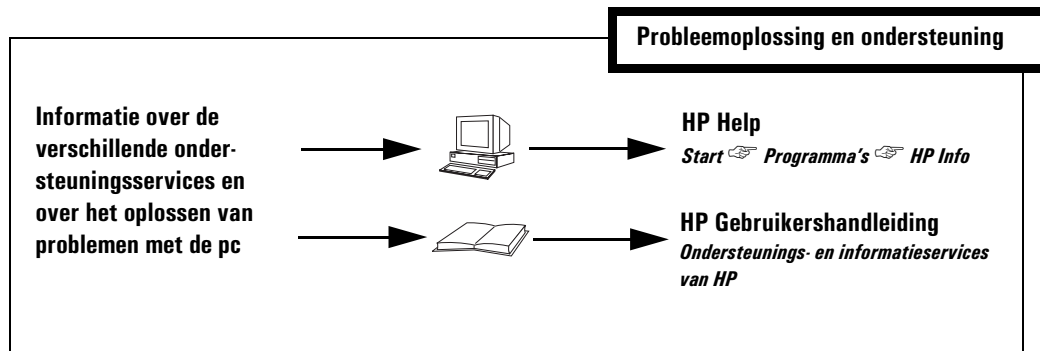 Probleemoplossing en ondersteuning
Informatie over de
verschillende onder-
steuningsservices en
over het oplossen van
problemen met de pc
HP Help
Start ☞ Programma's ☞ HP Info
HP Gebruikershandleiding
Ondersteunings- en informatieservices
van HP